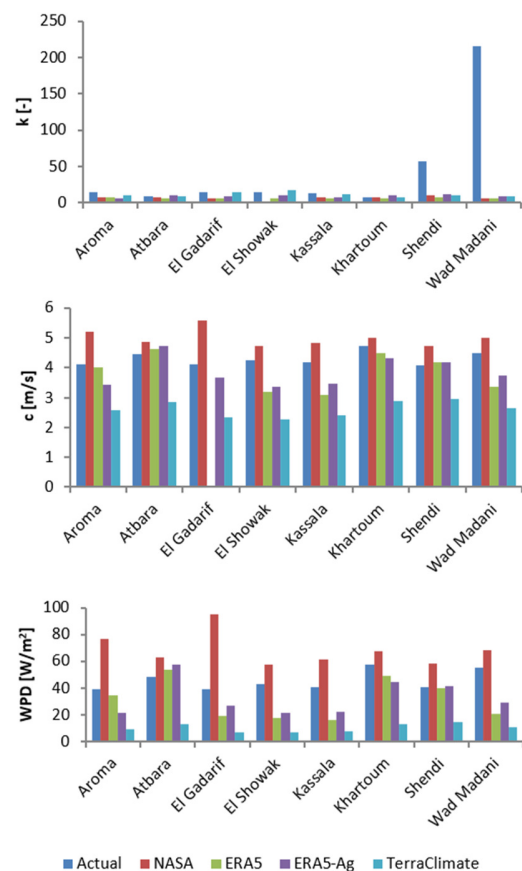 250
200
150
100
50
0
k [-]
Aroma
Atbara
El Gadarif
El Showak
Kassala
Khartoum
Shendi
Wad Madani
6
5
4
3
2
1
0
c [m/s]
Aroma
Atbara
El Gadarif
El Showak
Kassala
Khartoum
Shendi
Wad Madani
100
80
60
40
20
0
WPD [W/m²]
Aroma
Atbara
El Gadarif
El Showak
Kassala
Khartoum
Shendi
Wad Madani
Actual NASA ERA5 ERA5-Ag TerraClimate